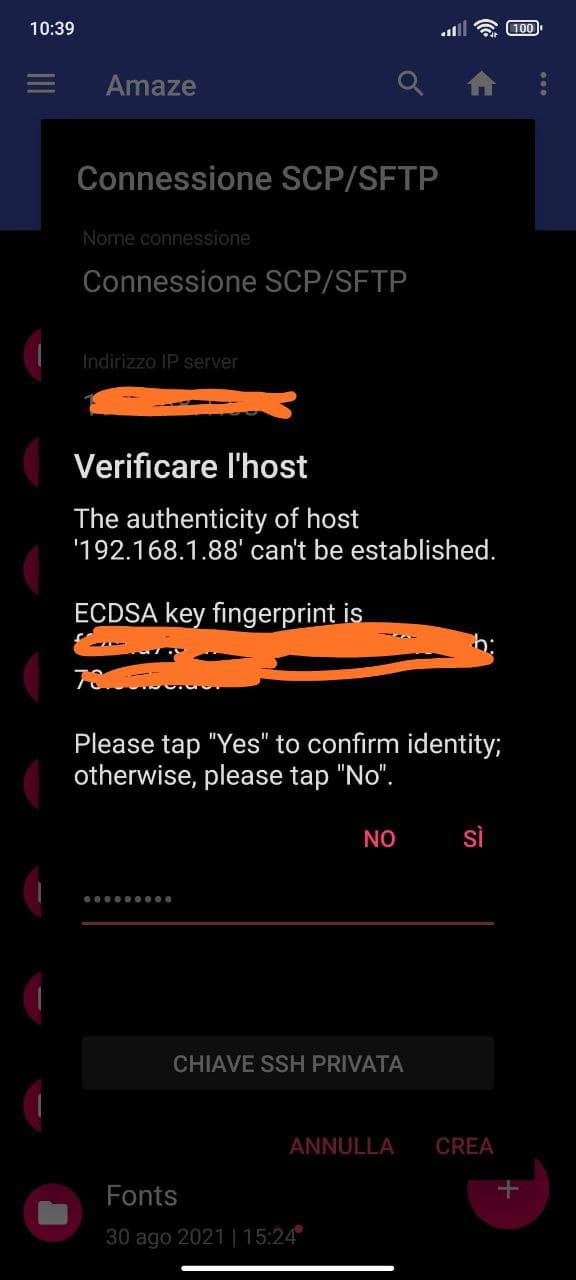 10:39
100
Amaze
Connessione SCP/SFTP
Nome connessione
Connessione SCP/SFTP
Indirizzo IP server
Verificare l'host
The authenticity of host
'192.168.1.88' can't be established.
ECDSA key fingerprint is
Please tap "Yes" to confirm identity;
otherwise, please tap "No".
NO SÌ
•••••••••
CHIAVE SSH PRIVATA
ANNULLA CREA
Fonts
30 ago 2021 | 15:24